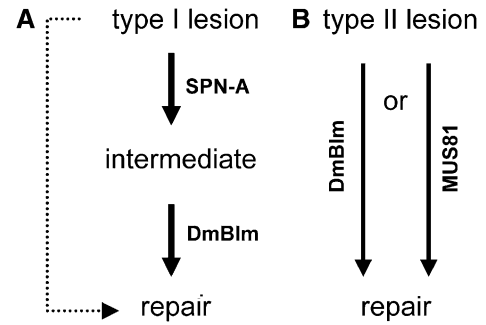 A type I lesion
SPN-A
intermediate
DmBlm
repair
B type II lesion
or
DmBlm
MUS81
repair